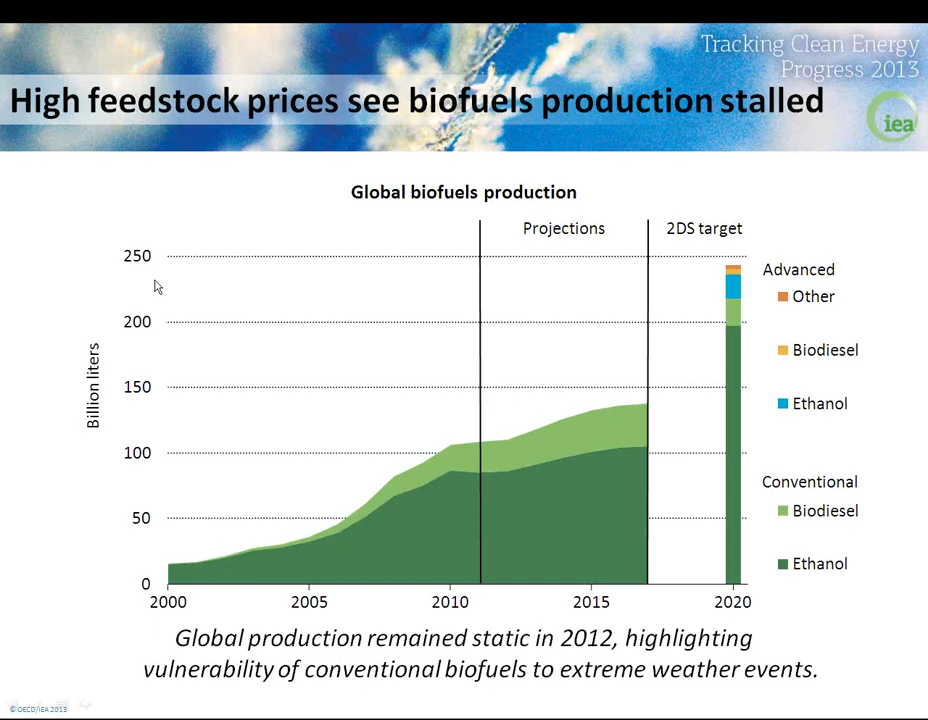 Tracking Clean Energy
Progress 2013
High feedstock prices see biofuels production stalled
iea
Global biofuels production
Projections
2DS target
250
200
150
100
50
0
Billion liters
2000
2005
2010
2015
2020
Advanced
Other
Biodiesel
Ethanol
Conventional
Biodiesel
Ethanol
Global production remained static in 2012, highlighting
vulnerability of conventional biofuels to extreme weather events.
© OECD/IEA 2013